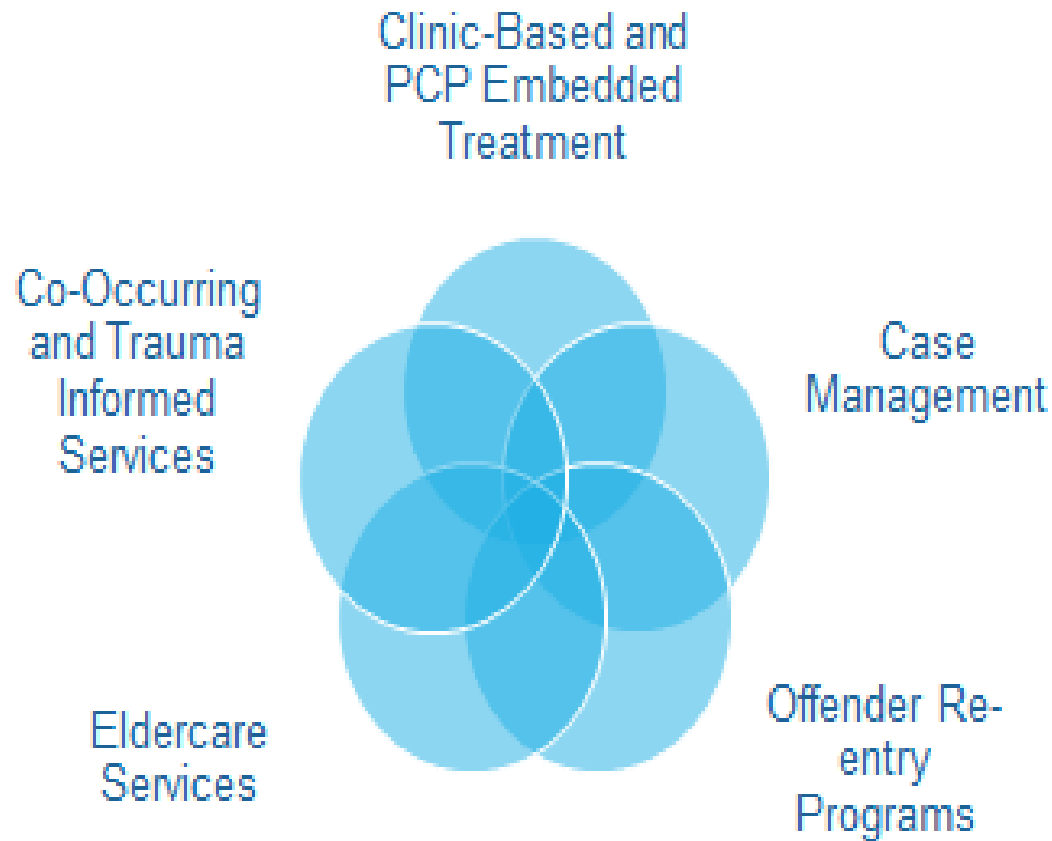 Clinic-Based and
PCP Embedded
Treatment
Co-Occurring
and Trauma
Informed
Services
Case
Management
Eldercare
Services
Offender Re-
entry
Programs